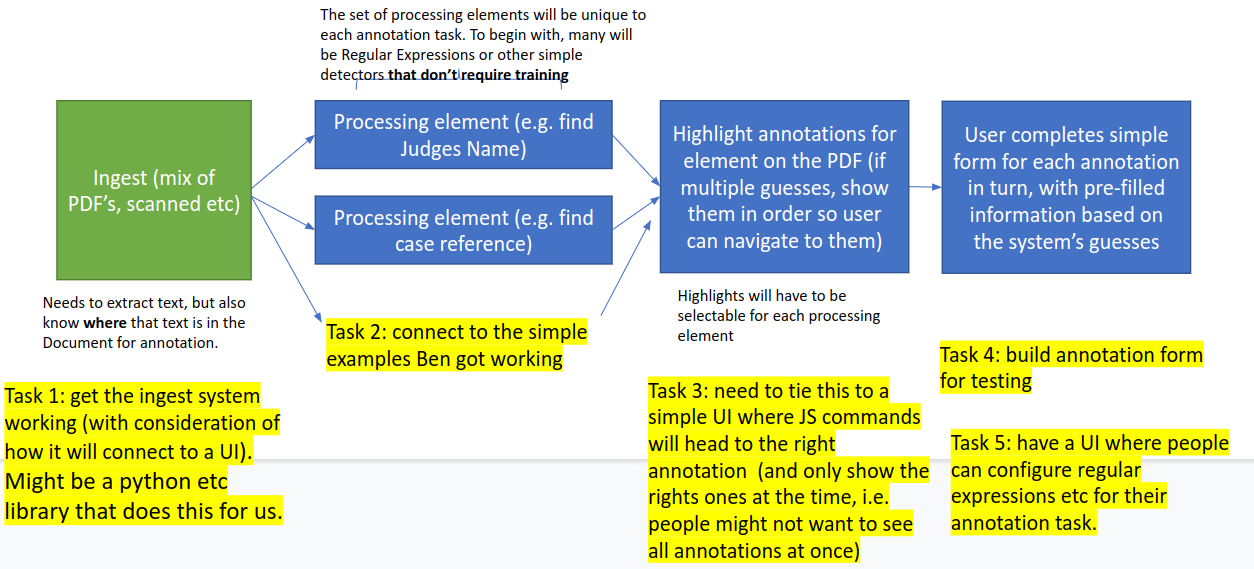 The set of processing elements will be unique to
each annotation task. To begin with, many will
be Regular Expressions or other simple
detectors that don't require training
Ingest (mix of
PDF's, scanned etc)
Processing element (e.g. find
Judges Name)
Processing element (e.g. find
case reference)
Highlight annotations for
element on the PDF (if
multiple guesses, show
them in order so user
can navigate to them)
User completes simple
form for each annotation
in turn, with pre-filled
information based on
the system's guesses
Needs to extract text, but also
know where that text is in the
Document for annotation.
Highlights will have to be
selectable for each processing
element
Task 1: get the ingest system
working (with consideration of
how it will connect to a UI).
Might be a python etc
library that does this for us.
Task 2: connect to the simple
examples Ben got working
Task 3: need to tie this to a
simple UI where JS commands
will head to the right
annotation (and only show the
rights ones at the time, i.e.
people might not want to see
all annotations at once)
Task 4: build annotation form
for testing
Task 5: have a UI where people
can configure regular
expressions etc for their
annotation task.